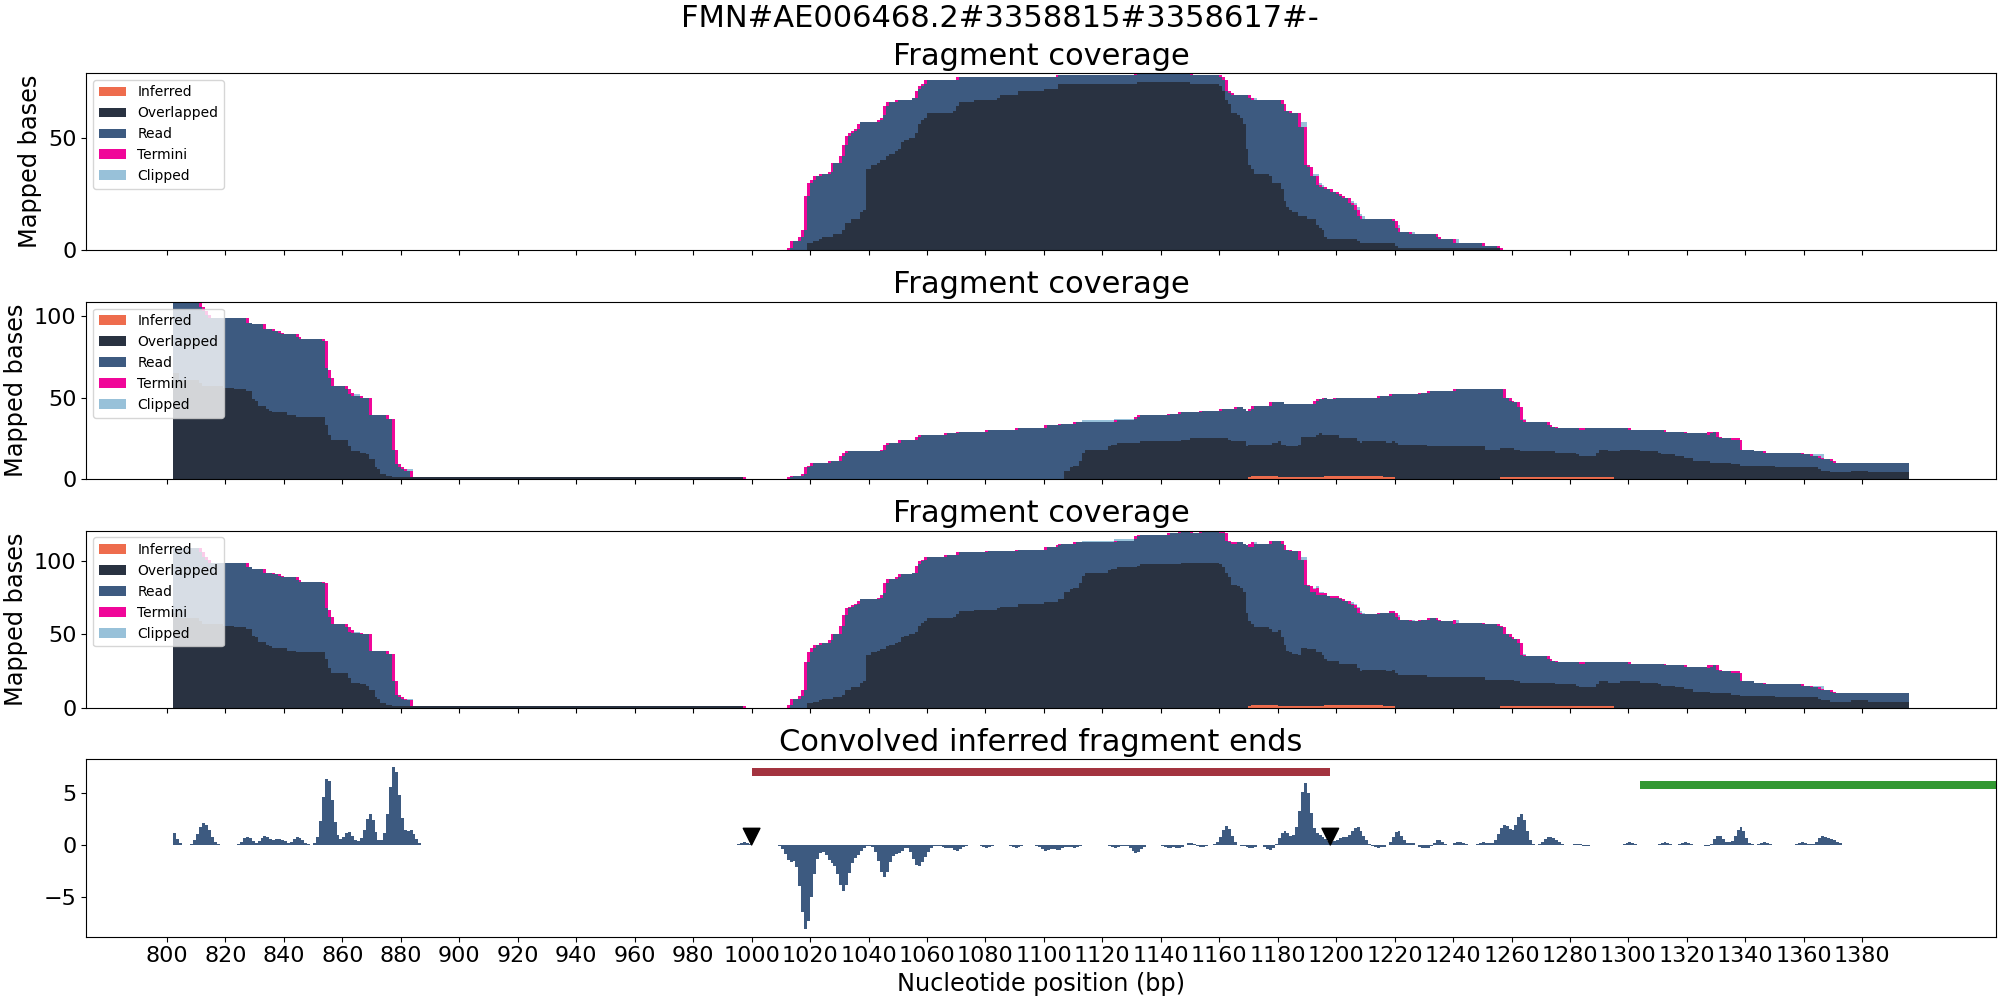 FMN#AE006468.2#3358815#3358617#-
Fragment coverage
Mapped bases
50
0
Inferred
Overlapped
Read
Termini
Clipped
Fragment coverage
Mapped bases
100
50
0
Inferred
Overlapped
Read
Termini
Clipped
Fragment coverage
Mapped bases
100
50
0
Inferred
Overlapped
Read
Termini
Clipped
Convolved inferred fragment ends
5
0
−5
800 820 840 860 880 900 920 940 960 980 1000 1020 1040 1060 1080 1100 1120 1140 1160 1180 1200 1220 1240 1260 1280 1300 1320 1340 1360 1380
Nucleotide position (bp)